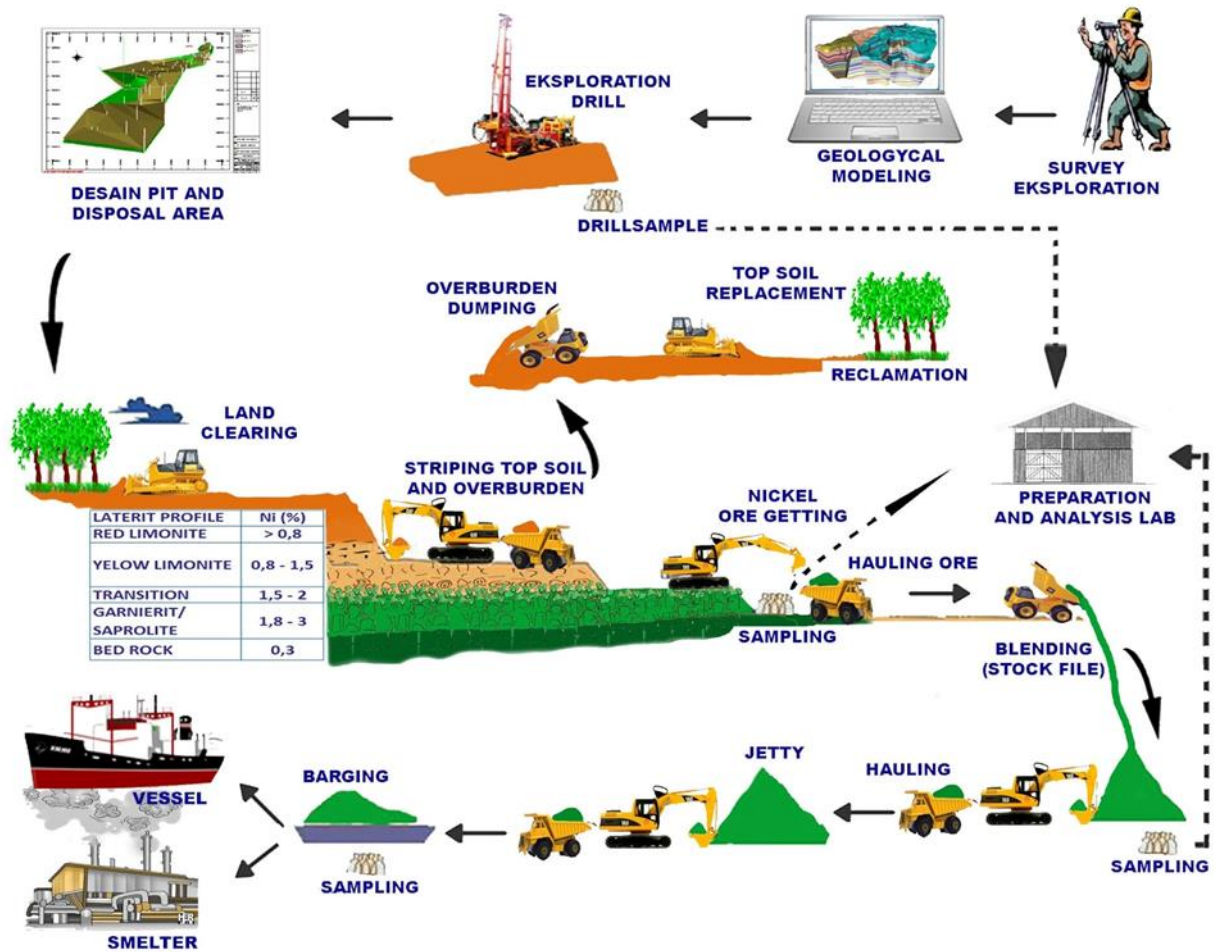 EKSPLORATION
DRILL
GEOLOGYCAL
MODELING
SURVEY
EKSPLORATION
DESAIN PIT AND
DISPOSAL AREA
DRILLSAMPLE
OVERBURDEN
DUMPING
TOP SOIL
REPLACEMENT
RECLAMATION
LAND
CLEARING
STRIPING TOP SOIL
AND OVERBURDEN
NICKEL
ORE GETTING
PREPARATION
AND ANALYSIS LAB
LATERIT PROFILE Ni (%)
RED LIMONITE > 0,8
YELOW LIMONITE 0,8 - 1,5
TRANSITION 1,5 - 2
GARNIERIT/
SAPROLITE 1,8 - 3
BED ROCK 0,3
HAULING ORE
SAMPLING
BLENDING
(STOCK FILE)
VESSEL
BARGING
JETTY
HAULING
SAMPLING
SAMPLING
SMELTER